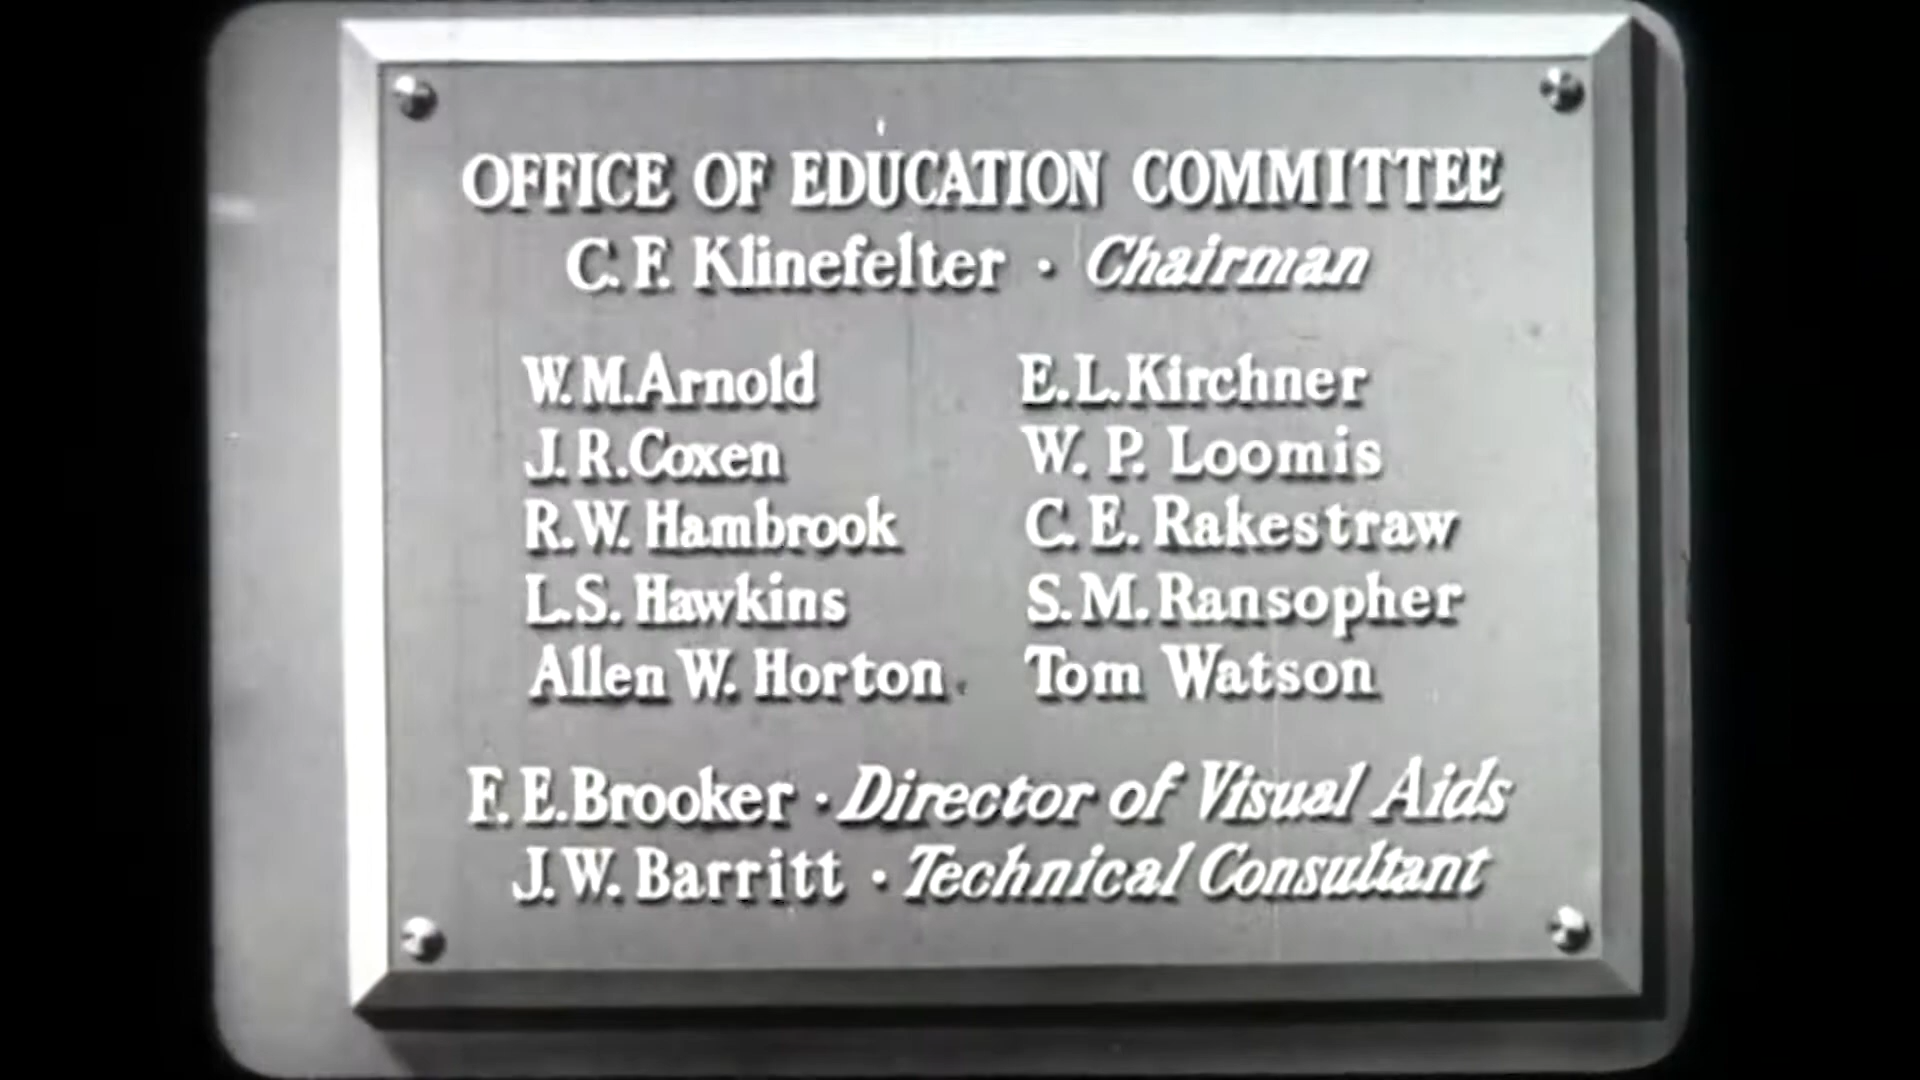 OFFICE OF EDUCATION COMMITTEE
C. F. Klinefelter · Chairman
W. M. Arnold
J. R. Coxen
R. W. Hambrook
L. S. Hawkins
Allen W. Horton
E. L. Kirchner
W. P. Loomis
C. E. Rakestraw
S. M. Ransopher
Tom Watson
F. E. Brooker · Director of Visual Aids
J. W. Barritt · Technical Consultant